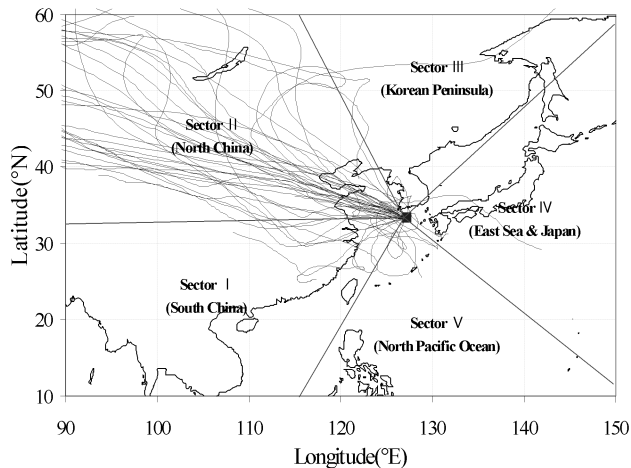 60
50
40
30
20
10
Latitude(°N)
Sector Ⅲ
(Korean Peninsula)
Sector Ⅱ
(North China)
Sector Ⅳ
(East Sea & Japan)
Sector Ⅰ
(South China)
Sector Ⅴ
(North Pacific Ocean)
90 100 110 120 130 140 150
Longitude(°E)